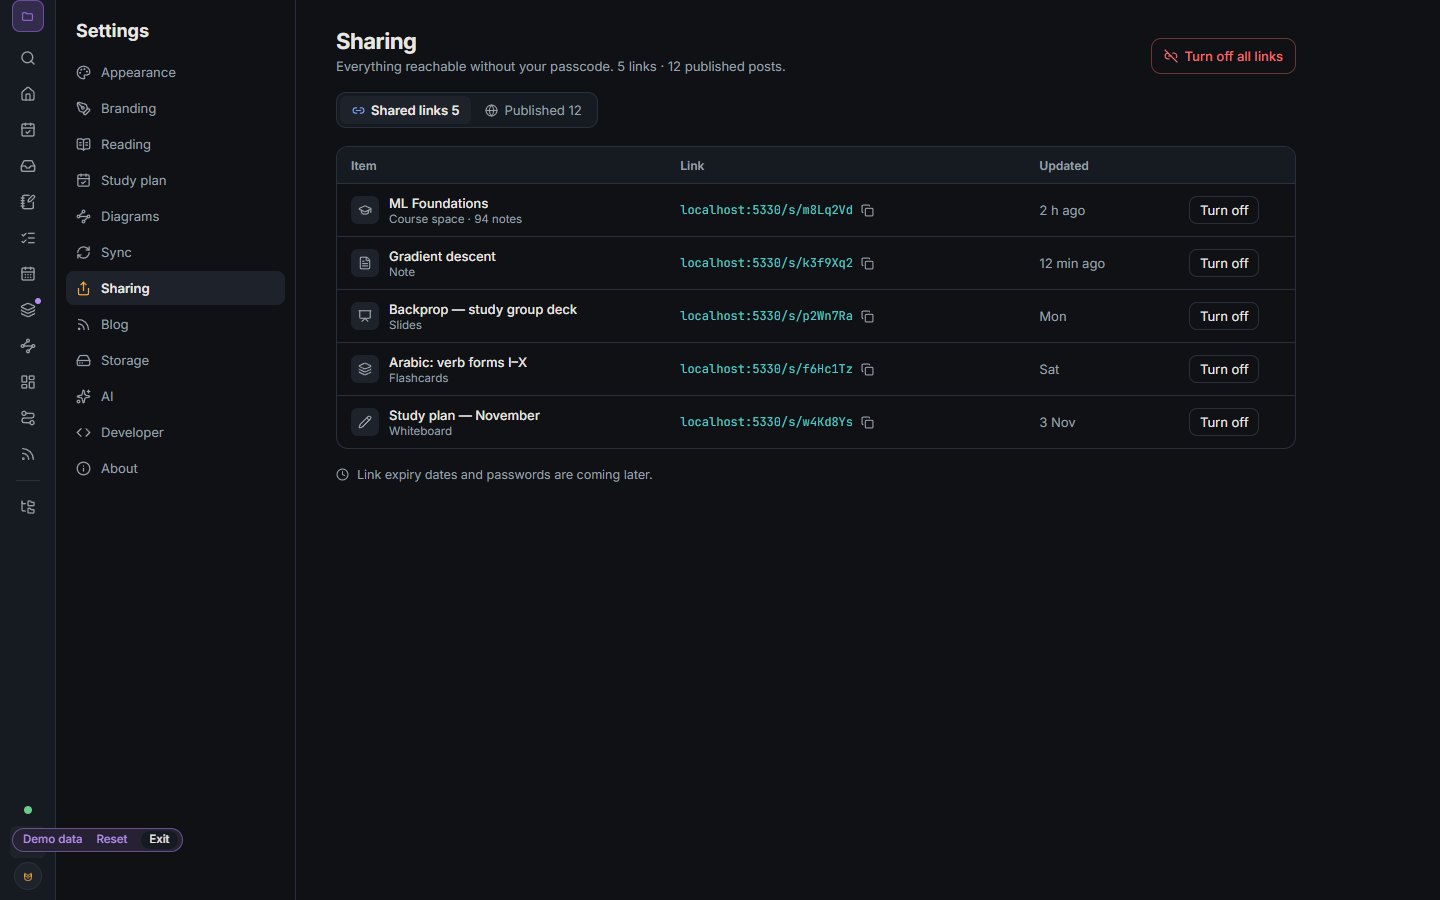 Settings
Appearance
Branding
Reading
Study plan
Diagrams
Sync
Sharing
Blog
Storage
AI
Developer
About
Demo data Reset Exit
Sharing
Everything reachable without your passcode. 5 links · 12 published posts.
Turn off all links
Shared links 5 Published 12
Item Link Updated
ML Foundations
Course space · 94 notes
localhost:5330/s/m8Lq2Vd
2 h ago
Turn off
Gradient descent
Note
localhost:5330/s/k3f9Xq2
12 min ago
Turn off
Backprop — study group deck
Slides
localhost:5330/s/p2Wn7Ra
Mon
Turn off
Arabic: verb forms I–X
Flashcards
localhost:5330/s/f6Hc1Tz
Sat
Turn off
Study plan — November
Whiteboard
localhost:5330/s/w4Kd8Ys
3 Nov
Turn off
Link expiry dates and passwords are coming later.